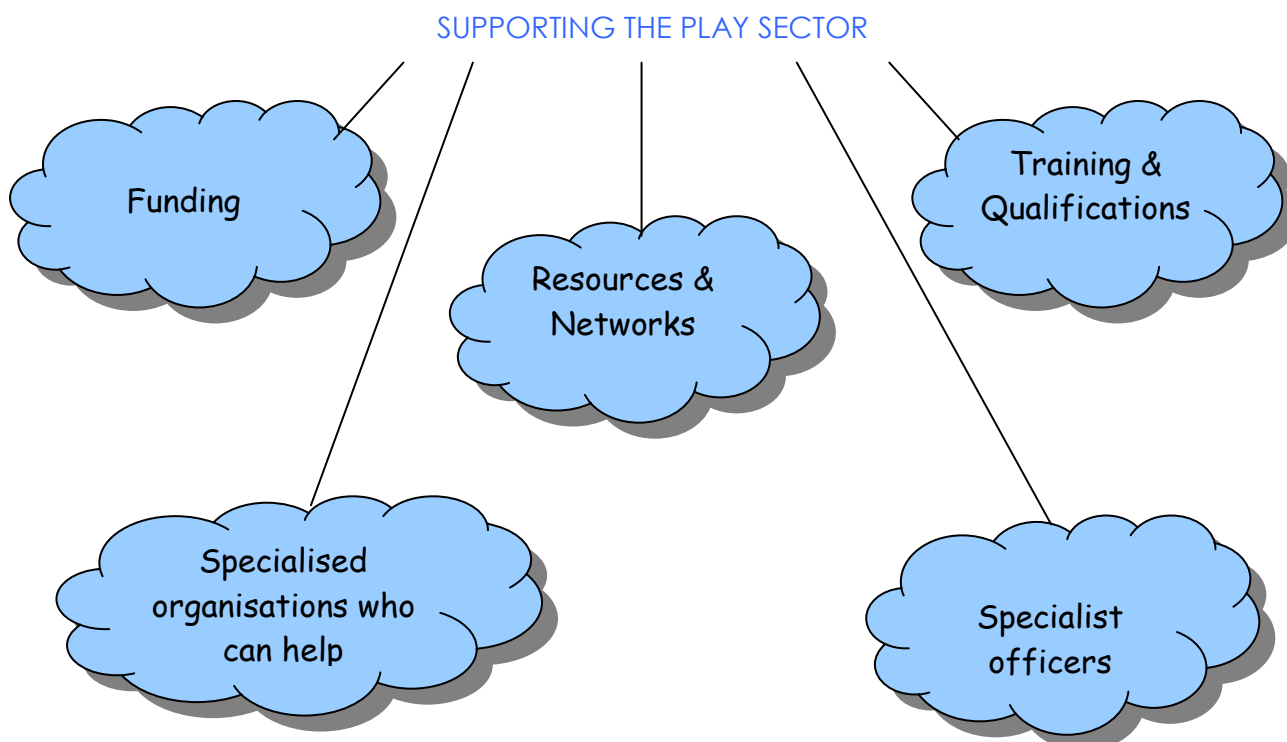 SUPPORTING THE PLAY SECTOR
Funding
Training &
Qualifications
Resources &
Networks
Specialised
organisations who
can help
Specialist
officers